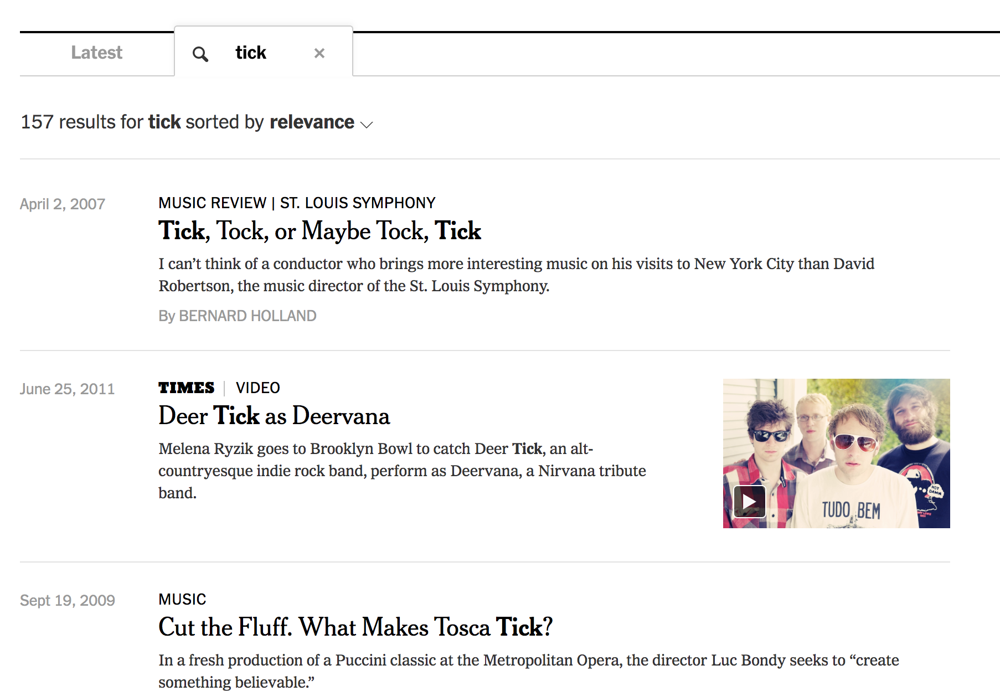 Latest
tick
157 results for tick sorted by relevance
April 2, 2007
MUSIC REVIEW | ST. LOUIS SYMPHONY
Tick, Tock, or Maybe Tock, Tick
I can’t think of a conductor who brings more interesting music on his visits to New York City than David
Robertson, the music director of the St. Louis Symphony.
By BERNARD HOLLAND
June 25, 2011
TIMES | VIDEO
Deer Tick as Deervana
Melena Ryzik goes to Brooklyn Bowl to catch Deer Tick, an alt-
countryesque indie rock band, perform as Deervana, a Nirvana tribute
band.
HOT
DAMN
TUDO BEM
Sept 19, 2009
MUSIC
Cut the Fluff. What Makes Tosca Tick?
In a fresh production of a Puccini classic at the Metropolitan Opera, the director Luc Bondy seeks to “create
something believable.”